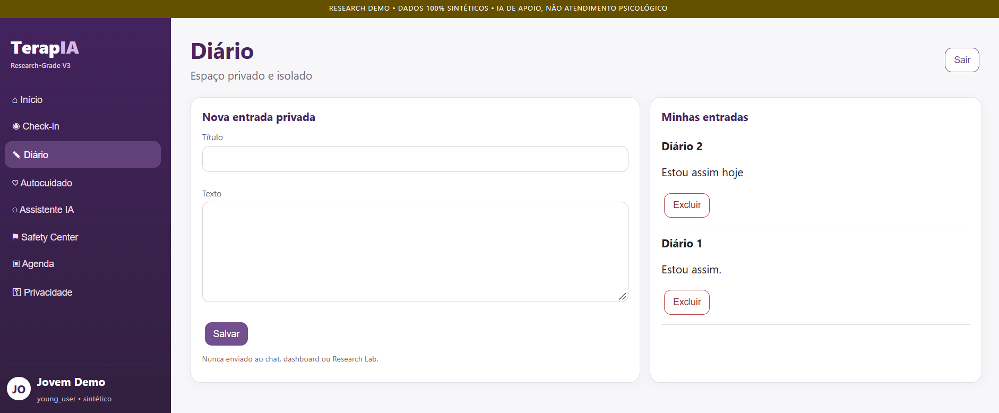 RESEARCH DEMO • DADOS 100% SINTÉTICOS • IA DE APOIO, NÃO ATENDIMENTO PSICOLÓGICO
TerapIA
Research-Grade V3
Início
Check-in
Diário
Autocuidado
Assistente IA
Safety Center
Agenda
Privacidade
JO
Jovem Demo
young_user • sintético
Diário
Espaço privado e isolado
Sair
Nova entrada privada
Título
Texto
Salvar
Nunca enviado ao chat, dashboard ou Research Lab.
Minhas entradas
Diário 2
Estou assim hoje
Excluir
Diário 1
Estou assim.
Excluir